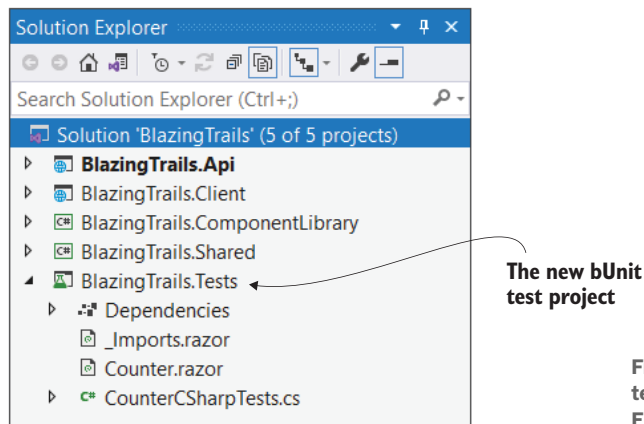 Solution Explorer
Search Solution Explorer (Ctrl+;)
Solution 'BlazingTrails' (5 of 5 projects)
BlazingTrails.Api
BlazingTrails.Client
C# BlazingTrails.ComponentLibrary
C# BlazingTrails.Shared
BlazingTrails.Tests
Dependencies
_Imports.razor
Counter.razor
C# CounterCSharpTests.cs
The new bUnit
test project
F
te
F